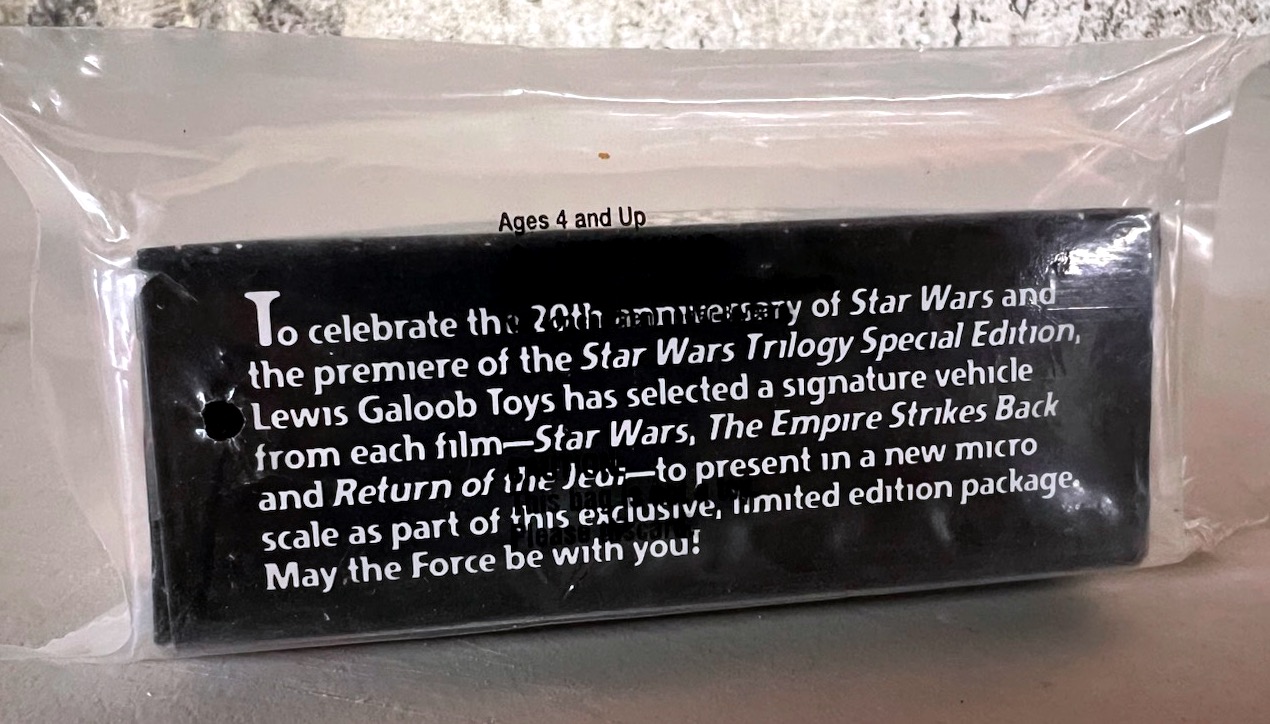 Ages 4 and Up
To celebrate the 20th anniversary of Star Wars and
the premiere of the Star Wars Trilogy Special Edition,
Lewis Galoob Toys has selected a signature vehicle
from each film—Star Wars, The Empire Strikes Back
and Return of the Jedi—to present in a new micro
scale as part of this exclusive, limited edition package.
May the Force be with you!